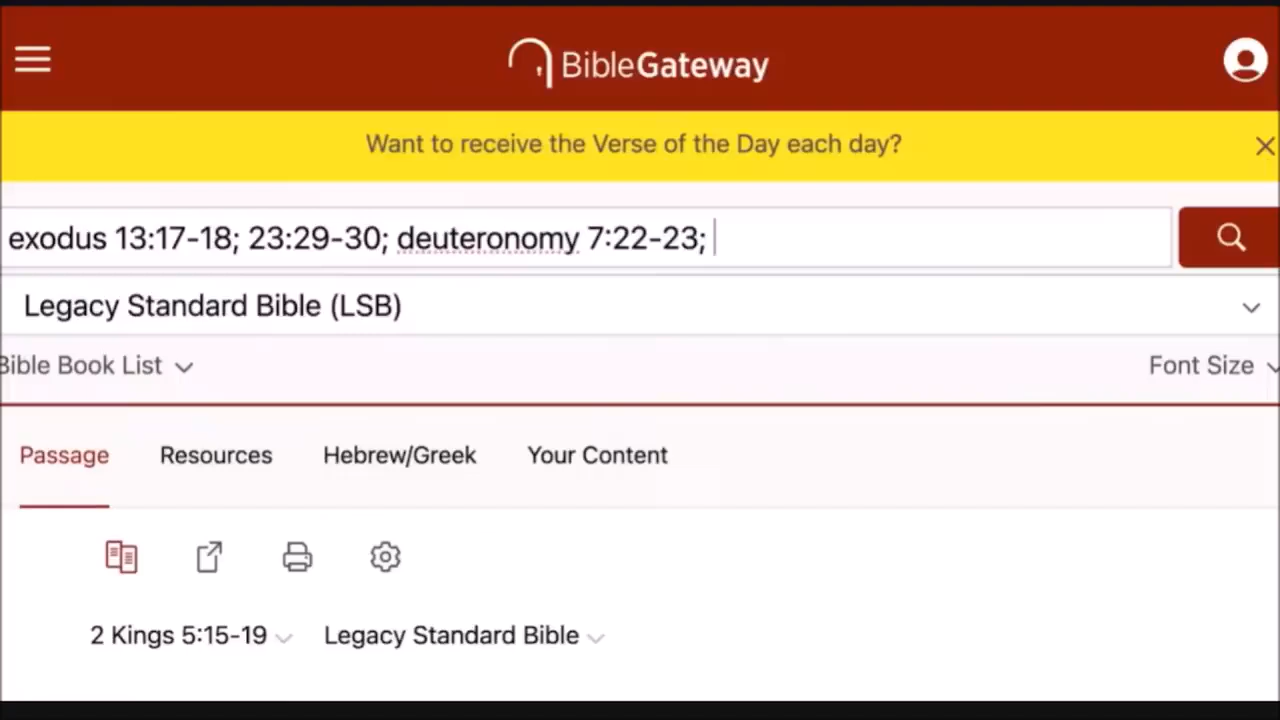 BibleGateway
Want to receive the Verse of the Day each day?
exodus 13:17-18; 23:29-30; deuteronomy 7:22-23;
Legacy Standard Bible (LSB)
Bible Book List
Font Size
Passage Resources Hebrew/Greek Your Content
2 Kings 5:15-19 Legacy Standard Bible